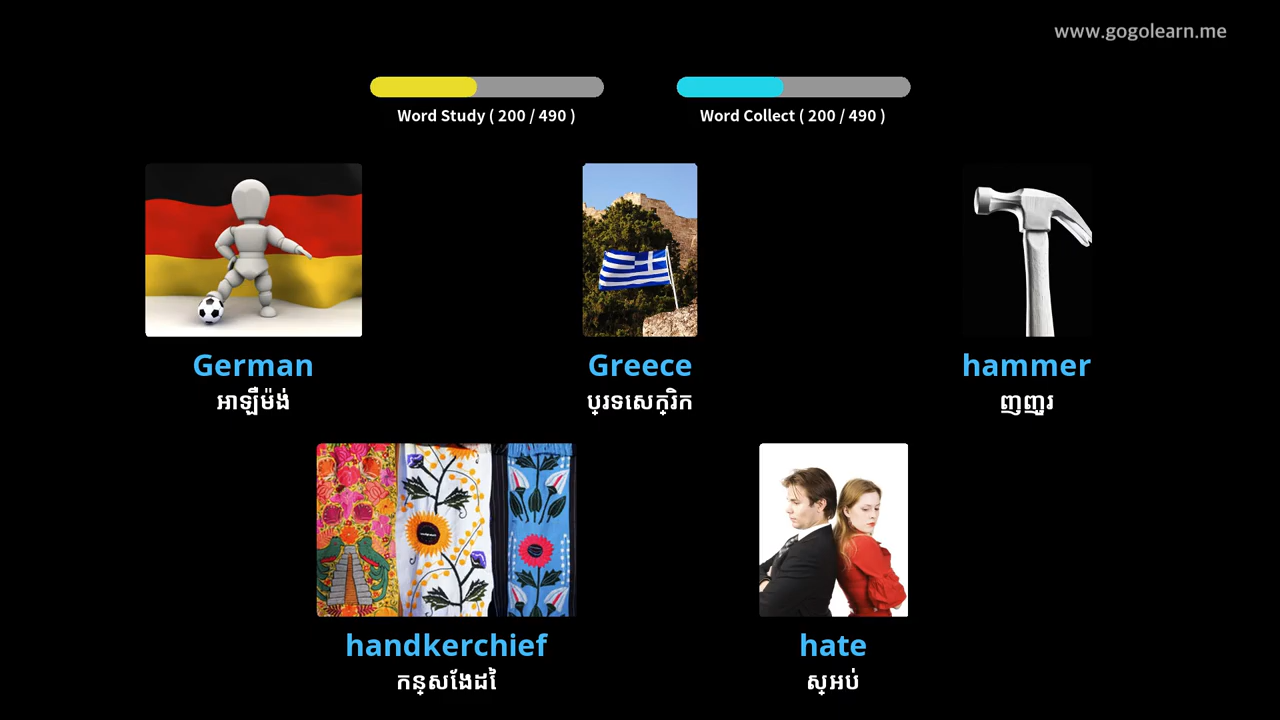 www.gogolearn.me
Word Study ( 200 / 490 )
Word Collect ( 200 / 490 )
German
អាឡឺម៉ង់
Greece
ប្រទេសក្រិក
hammer
ញញួរ
handkerchief
កន្សែងដៃ
hate
ស្អប់